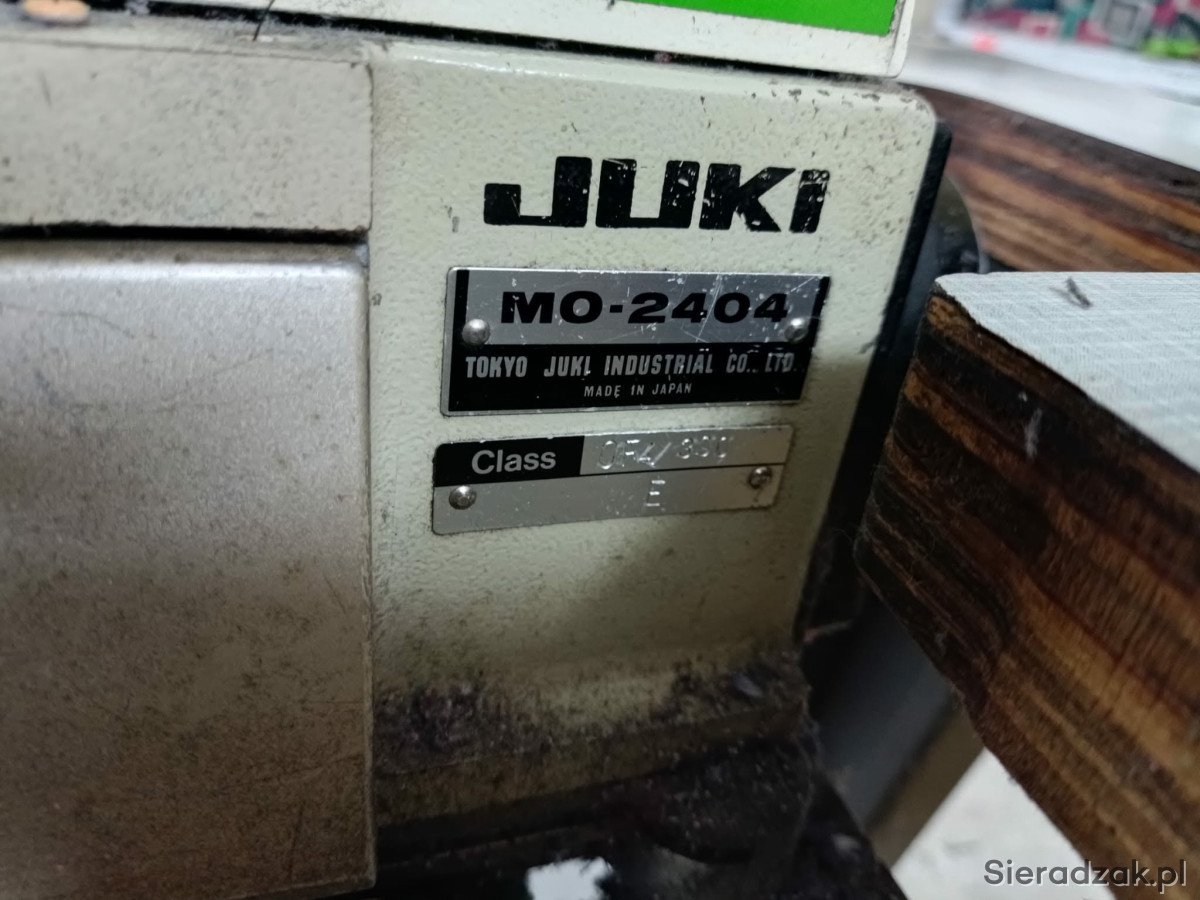 JUKI
MO-2404
TOKYO JUKI INDUSTRIAL CO., LTD.
MADE IN JAPAN
Class
E
Sieradzak.pl